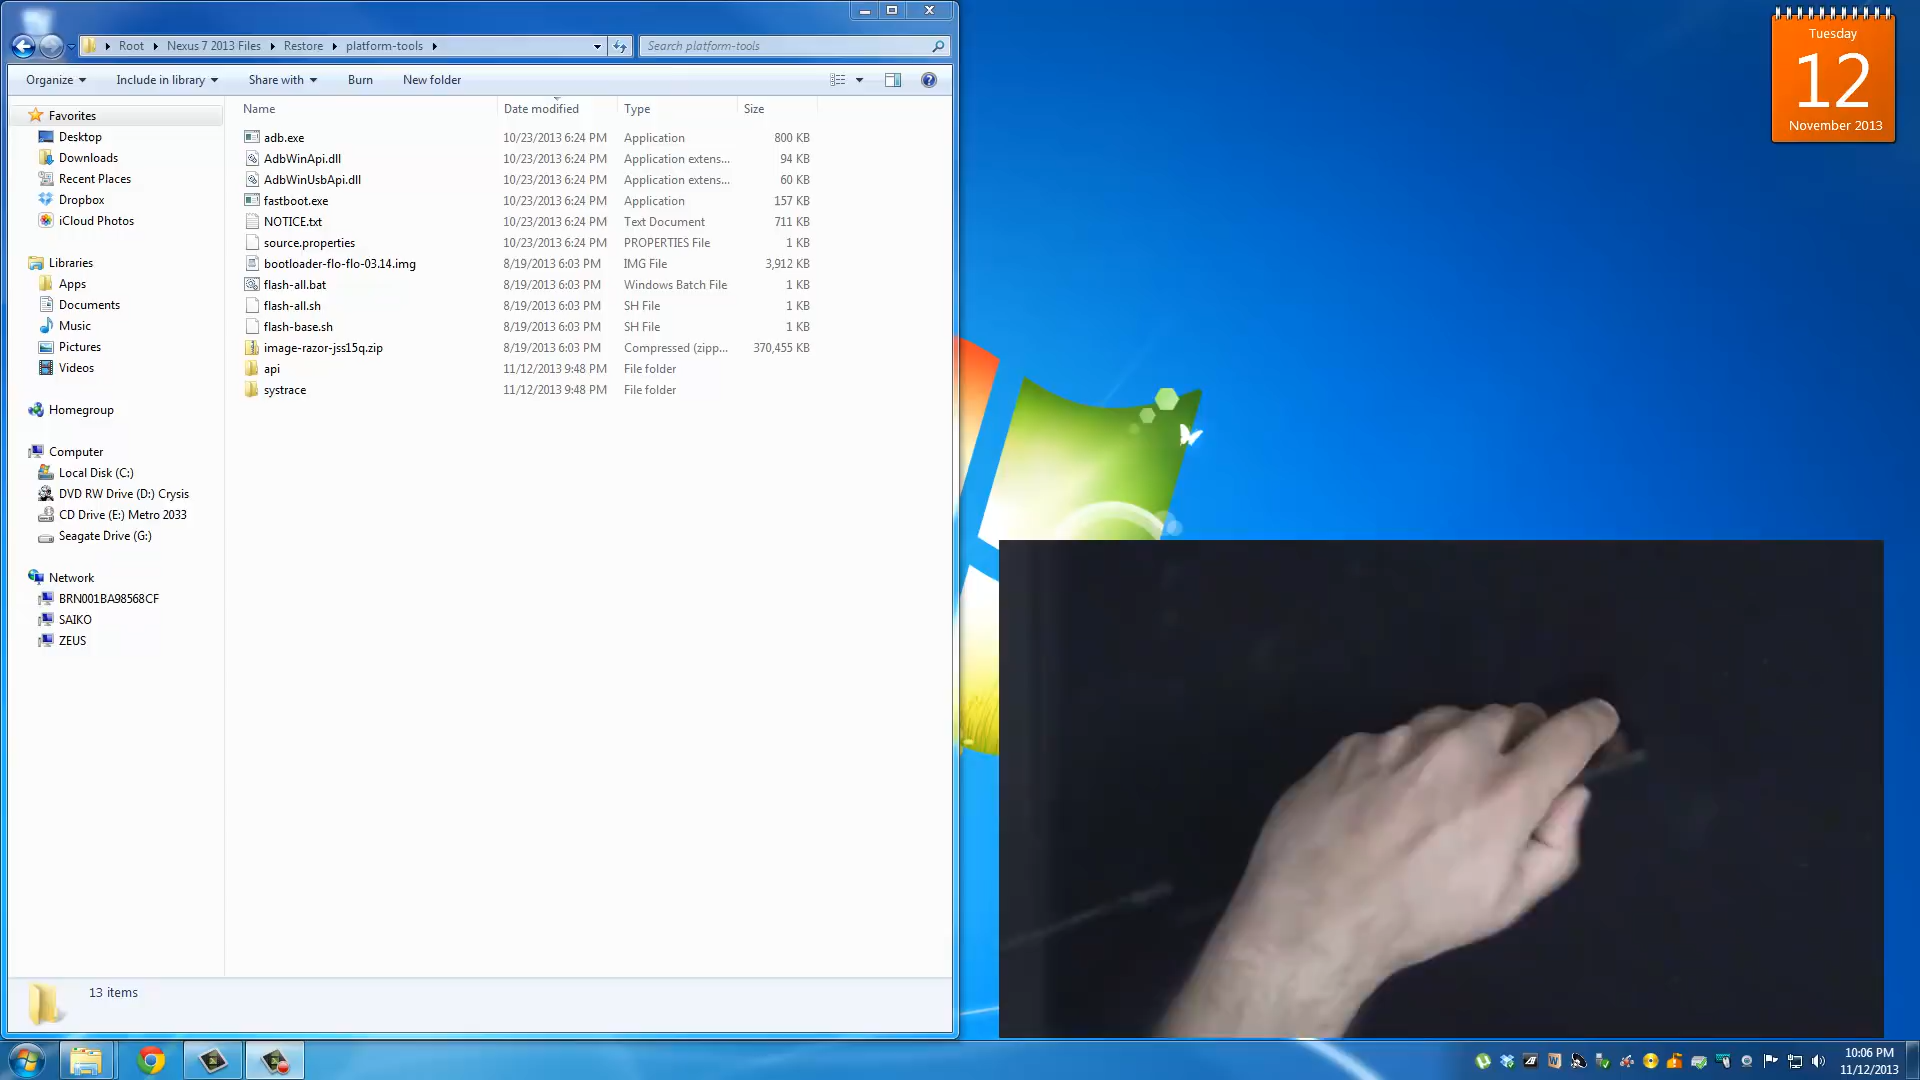 Root
Nexus 7 2013 Files
Restore
platform-tools
Search platform-tools
Organize
Include in library
Share with
Burn
New folder
Name
Date modified
Type
Size
Favorites
Desktop
Downloads
Recent Places
Dropbox
iCloud Photos
Libraries
Apps
Documents
Music
Pictures
Videos
Homegroup
Computer
Local Disk (C:)
DVD RW Drive (D:) Crysis
CD Drive (E:) Metro 2033
Seagate Drive (G:)
Network
BRN001BA98568CF
SAIKO
ZEUS
adb.exe 10/23/2013 6:24 PM Application 800 KB
AdbWinApi.dll 10/23/2013 6:24 PM Application extens... 94 KB
AdbWinUsbApi.dll 10/23/2013 6:24 PM Application extens... 60 KB
fastboot.exe 10/23/2013 6:24 PM Application 157 KB
NOTICE.txt 10/23/2013 6:24 PM Text Document 711 KB
source.properties 10/23/2013 6:24 PM PROPERTIES File 1 KB
bootloader-flo-flo-03.14.img 8/19/2013 6:03 PM IMG File 3,912 KB
flash-all.bat 8/19/2013 6:03 PM Windows Batch File 1 KB
flash-all.sh 8/19/2013 6:03 PM SH File 1 KB
flash-base.sh 8/19/2013 6:03 PM SH File 1 KB
image-razor-jss15q.zip 8/19/2013 6:03 PM Compressed (zipp... 370,455 KB
api 11/12/2013 9:48 PM File folder
systrace 11/12/2013 9:48 PM File folder
13 items
Tuesday
12
November 2013
10:06 PM
11/12/2013